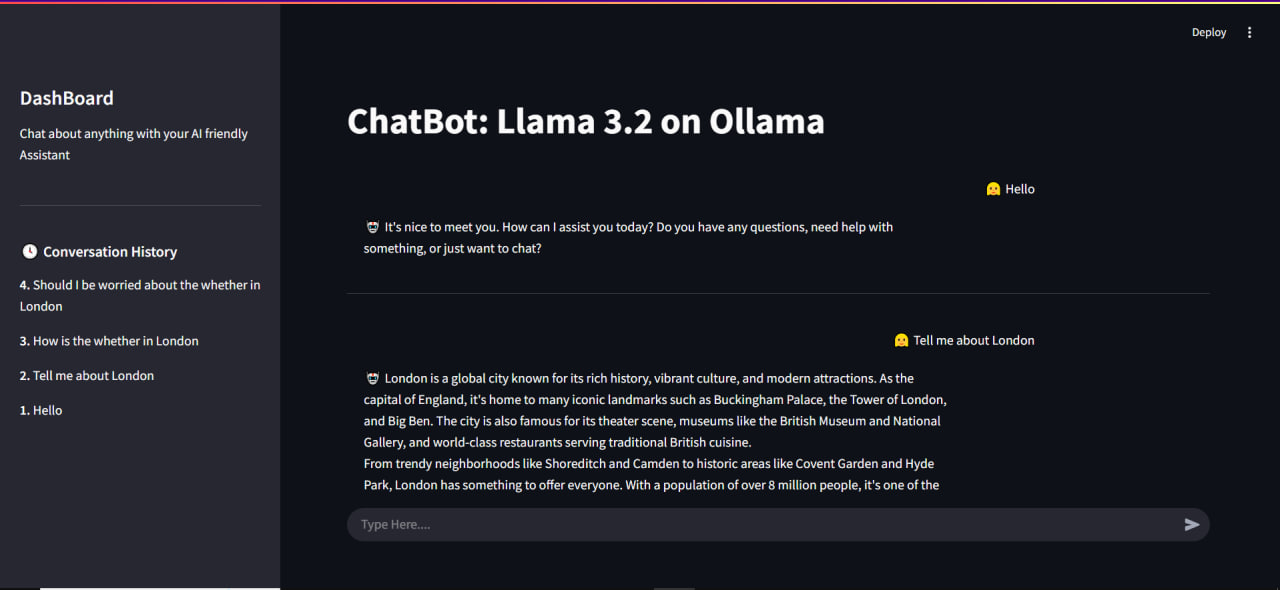 Deploy
DashBoard
Chat about anything with your AI friendly
Assistant
Conversation History
4. Should I be worried about the whether in
London
3. How is the whether in London
2. Tell me about London
1. Hello
ChatBot: Llama 3.2 on Ollama
Hello
It's nice to meet you. How can I assist you today? Do you have any questions, need help with
something, or just want to chat?
Tell me about London
London is a global city known for its rich history, vibrant culture, and modern attractions. As the
capital of England, it's home to many iconic landmarks such as Buckingham Palace, the Tower of London,
and Big Ben. The city is also famous for its theater scene, museums like the British Museum and National
Gallery, and world-class restaurants serving traditional British cuisine.
From trendy neighborhoods like Shoreditch and Camden to historic areas like Covent Garden and Hyde
Park, London has something to offer everyone. With a population of over 8 million people, it's one of the
Type Here....